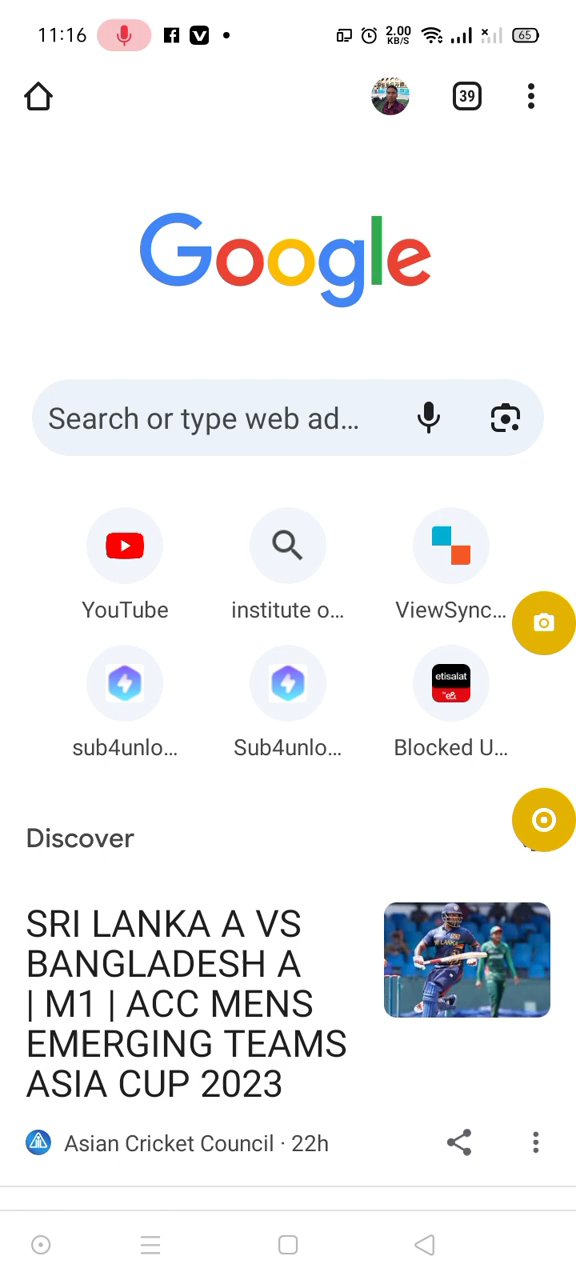 11:16
2.00
KB/S
65
39
Google
Search or type web ad...
YouTube
institute o...
ViewSync...
etisalat
by e&
sub4unlo...
Sub4unlo...
Blocked U...
Discover
SRI LANKA A VS
BANGLADESH A
| M1 | ACC MENS
EMERGING TEAMS
ASIA CUP 2023
Asian Cricket Council · 22h